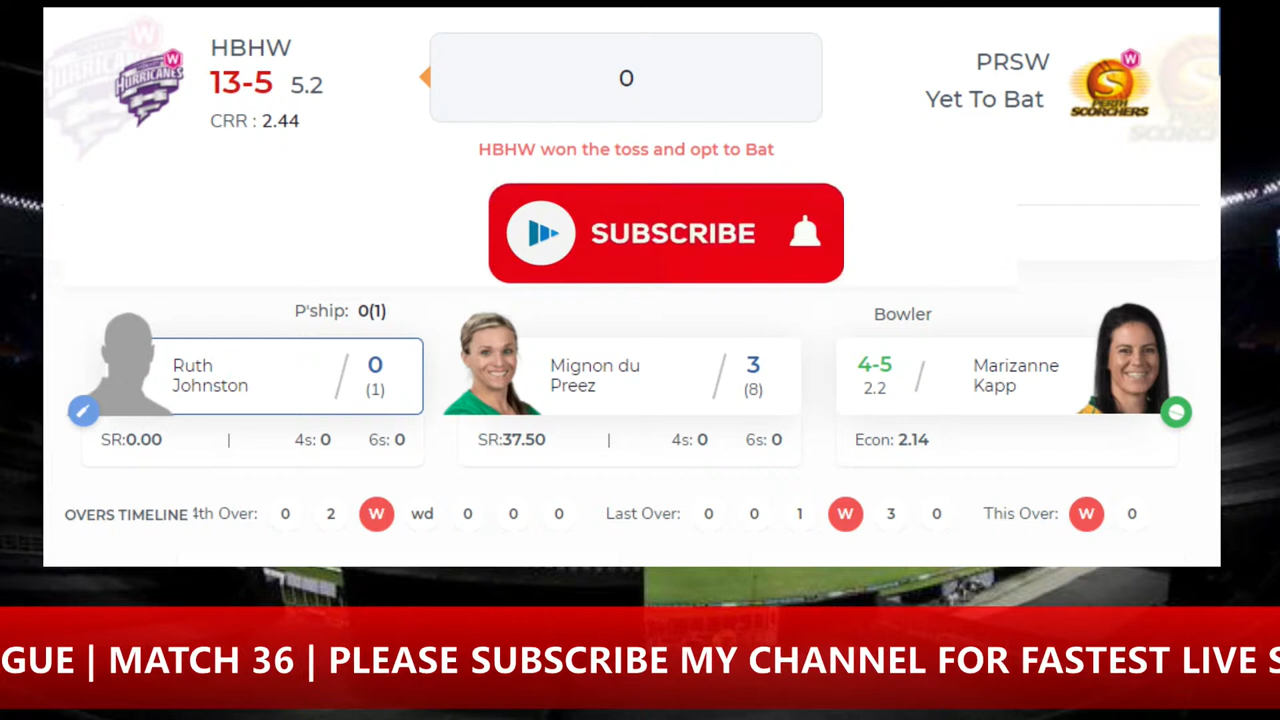 HBHW
13-5 5.2
CRR : 2.44
W
HURRICANES
0
HBHW won the toss and opt to Bat
PRSW
Yet To Bat
W
S
PERTH
SCORCHERS
SUBSCRIBE
P'ship: 0(1)
Ruth
Johnston
0
(1)
SR:0.00 | 4s: 0 6s: 0
Mignon du
Preez
3
(8)
SR:37.50 | 4s: 0 6s: 0
Bowler
4-5
2.2
Marizanne
Kapp
Econ: 2.14
OVERS TIMELINE 4th Over: 0 2 W wd 0 0 0 Last Over: 0 0 1 W 3 0 This Over: W 0
GUE | MATCH 36 | PLEASE SUBSCRIBE MY CHANNEL FOR FASTEST LIVE S